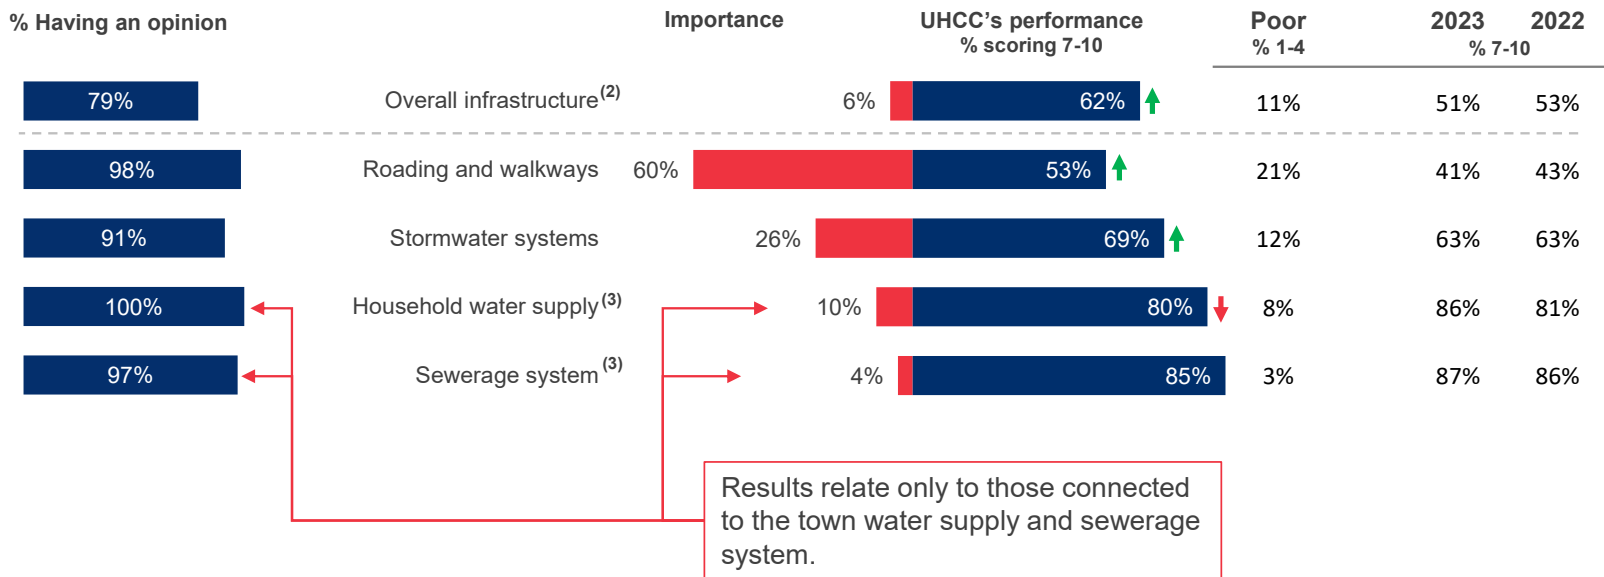 % Having an opinion Importance UHCC's performance Poor 2023 2022
% scoring 7-10 % 1-4 % 7-10
79% Overall infrastructure(2) 6% 62% 11% 51% 53%
98% Roading and walkways 60% 53% 21% 41% 43%
91% Stormwater systems 26% 69% 12% 63% 63%
100% Household water supply(3) 10% 80% 8% 86% 81%
97% Sewerage system(3) 4% 85% 3% 87% 86%
Results relate only to those connected
to the town water supply and sewerage
system.